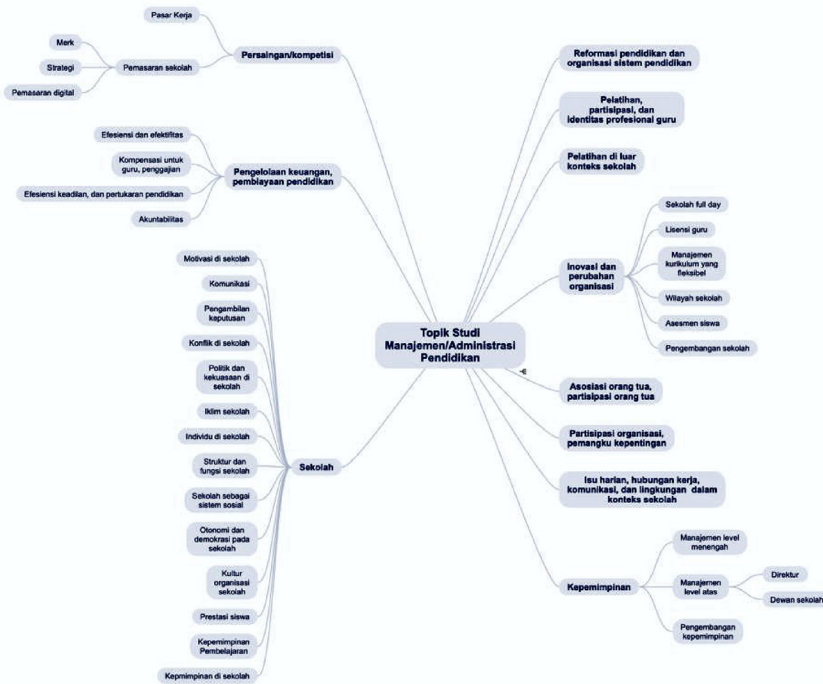 Topik Studi
Manajemen/Administrasi
Pendidikan
Persaingan/kompetisi
Pasar Kerja
Pemasaran sekolah
Merk
Strategi
Pemasaran digital
Pengelolaan keuangan,
pembiayaan pendidikan
Efesiensi dan efektifitas
Kompensasi untuk
guru, penggajian
Efesiensi keadilan, dan pertukaran pendidikan
Akuntabilitas
Sekolah
Motivasi di sekolah
Komunikasi
Pengambilan
keputusan
Konflik di sekolah
Politik dan
kekuasaan di
sekolah
Iklim sekolah
Individu di sekolah
Struktur dan
fungsi sekolah
Sekolah sebagai
sistem sosial
Otonomi dan
demokrasi pada
sekolah
Kultur
organisasi
sekolah
Prestasi siswa
Kepemimpinan
Pembelajaran
Kepmimpinan di sekolah
Reformasi pendidikan dan
organisasi sistem pendidikan
Pelatihan,
partisipasi, dan
identitas profesional guru
Pelatihan di luar
konteks sekolah
Inovasi dan
perubahan
organisasi
Sekolah full day
Lisensi guru
Manajemen
kurikulum yang
fleksibel
Wilayah sekolah
Asesmen siswa
Pengembangan sekolah
Asosiasi orang tua,
partisipasi orang tua
Partisipasi organisasi,
pemangku kepentingan
Isu harian, hubungan kerja,
komunikasi, dan lingkungan dalam
konteks sekolah
Kepemimpinan
Manajemen level
menengah
Manajemen
level atas
Direktur
Dewan sekolah
Pengembangan
kepemimpinan